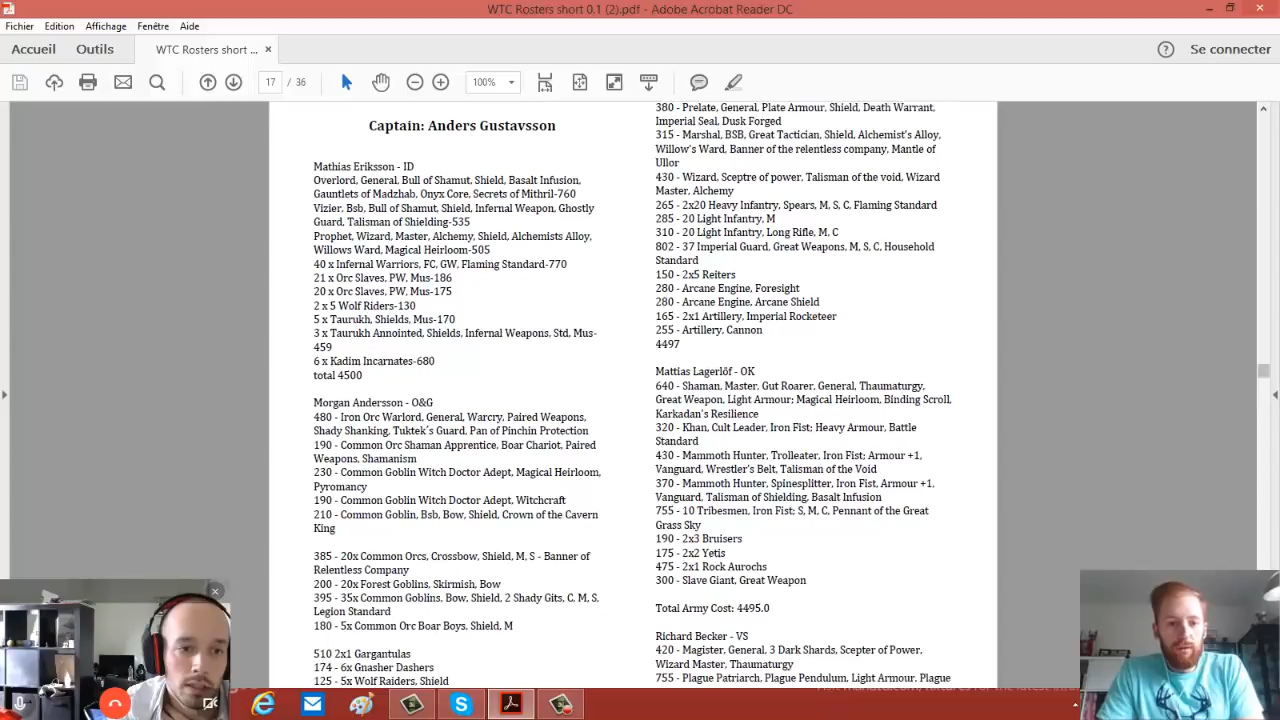 WTC Rosters short 0.1 (2).pdf - Adobe Acrobat Reader DC
Fichier Edition Affichage Fenêtre Aide
Accueil Outils WTC Rosters short ... × Se connecter
17 / 36 100%
Captain: Anders Gustavsson
Mathias Eriksson - ID
Overlord, General, Bull of Shamut, Shield, Basalt Infusion,
Gauntlets of Madzhab, Onyx Core, Secrets of Mithril-760
Vizier, Bsb, Bull of Shamut, Shield, Infernal Weapon, Ghostly
Guard, Talisman of Shielding-535
Prophet, Wizard, Master, Alchemy, Shield, Alchemists Alloy,
Willows Ward, Magical Heirloom-505
40 x Infernal Warriors, FC, GW, Flaming Standard-770
21 x Orc Slaves, PW, Mus-186
20 x Orc Slaves, PW, Mus-175
2 x 5 Wolf Riders-130
5 x Taurukh, Shields, Mus-170
3 x Taurukh Annointed, Shields, Infernal Weapons, Std, Mus-
459
6 x Kadim Incarnates-680
total 4500
Morgan Andersson - O&G
480 - Iron Orc Warlord, General, Warcry, Paired Weapons,
Shady Shanking, Tuktek´s Guard, Pan of Pinchin Protection
190 - Common Orc Shaman Apprentice, Boar Chariot, Paired
Weapons, Shamanism
230 - Common Goblin Witch Doctor Adept, Magical Heirloom,
Pyromancy
190 - Common Goblin Witch Doctor Adept, Witchcraft
210 - Common Goblin, Bsb, Bow, Shield, Crown of the Cavern
King
385 - 20x Common Orcs, Crossbow, Shield, M, S - Banner of
Relentless Company
200 - 20x Forest Goblins, Skirmish, Bow
395 - 35x Common Goblins, Bow, Shield, 2 Shady Gits, C, M, S,
Legion Standard
180 - 5x Common Orc Boar Boys, Shield, M
510 2x1 Gargantulas
174 - 6x Gnasher Dashers
125 - 5x Wolf Raiders, Shield
380 - Prelate, General, Plate Armour, Shield, Death Warrant,
Imperial Seal, Dusk Forged
315 - Marshal, BSB, Great Tactician, Shield, Alchemist's Alloy,
Willow's Ward, Banner of the relentless company, Mantle of
Ullor
430 - Wizard, Sceptre of power, Talisman of the void, Wizard
Master, Alchemy
265 - 2x20 Heavy Infantry, Spears, M, S, C, Flaming Standard
285 - 20 Light Infantry, M
310 - 20 Light Infantry, Long Rifle, M, C
802 - 37 Imperial Guard, Great Weapons, M, S, C, Household
Standard
150 - 2x5 Reiters
280 - Arcane Engine, Foresight
280 - Arcane Engine, Arcane Shield
165 - 2x1 Artillery, Imperial Rocketeer
255 - Artillery, Cannon
4497
Mattias Lagerlöf - OK
640 - Shaman, Master, Gut Roarer, General, Thaumaturgy,
Great Weapon, Light Armour; Magical Heirloom, Binding Scroll,
Karkadan's Resilience
320 - Khan, Cult Leader, Iron Fist; Heavy Armour, Battle
Standard
430 - Mammoth Hunter, Trolleater, Iron Fist; Armour +1,
Vanguard, Wrestler's Belt, Talisman of the Void
370 - Mammoth Hunter, Spinesplitter, Iron Fist, Armour +1,
Vanguard, Talisman of Shielding, Basalt Infusion
755 - 10 Tribesmen, Iron Fist; S, M, C, Pennant of the Great
Grass Sky
190 - 2x3 Bruisers
175 - 2x2 Yetis
475 - 2x1 Rock Aurochs
300 - Slave Giant, Great Weapon
Total Army Cost: 4495.0
Richard Becker - VS
420 - Magister, General, 3 Dark Shards, Scepter of Power,
Wizard Master, Thaumaturgy
755 - Plague Patriarch, Plague Pendulum, Light Armour, Plague